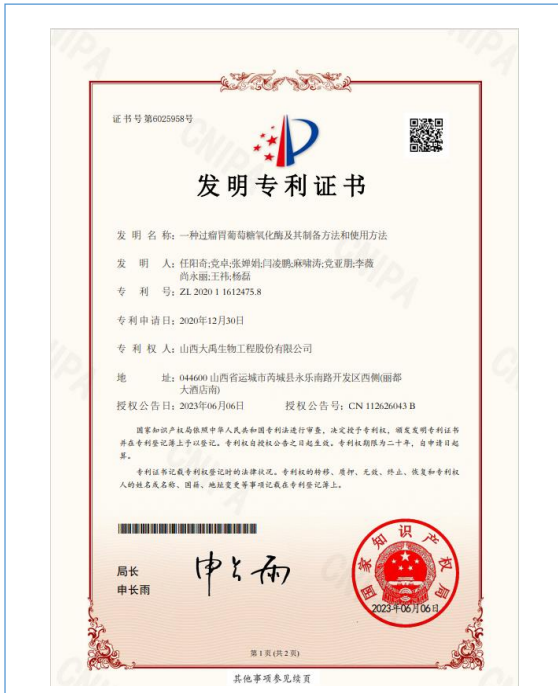 证书号第6025958号
发明专利证书
发 明 名 称：一种过瘤胃葡萄糖氧化酶及其制备方法和使用方法
发 明 人：任阳奇;党卓;张婵娟;闫凌鹏;麻啸涛;党亚朋;李薇
尚永丽;王祎;杨磊
专 利 号：ZL 2020 1 1612475.8
专利申请日：2020年12月30日
专 利 权 人：山西大禹生物工程股份有限公司
地 址：044600 山西省运城市芮城县永乐南路开发区西侧(丽都
大酒店南)
授权公告日：2023年06月06日 授权公告号：CN 112626043 B
国家知识产权局依照中华人民共和国专利法进行审查，决定授予专利权，颁发发明专利证书
并在专利登记簿上予以登记。专利权自授权公告之日起生效。专利权期限为二十年，自申请日起
算。
专利证书记载专利权登记时的法律状况。专利权的转移、质押、无效、终止、恢复和专利权
人的姓名或名称、国籍、地址变更等事项记载在专利登记簿上。
局长
申长雨
申长雨
国家知识产权局
2023年06月06日
第 1 页 (共 2 页)
其他事项参见续页
CNIPA